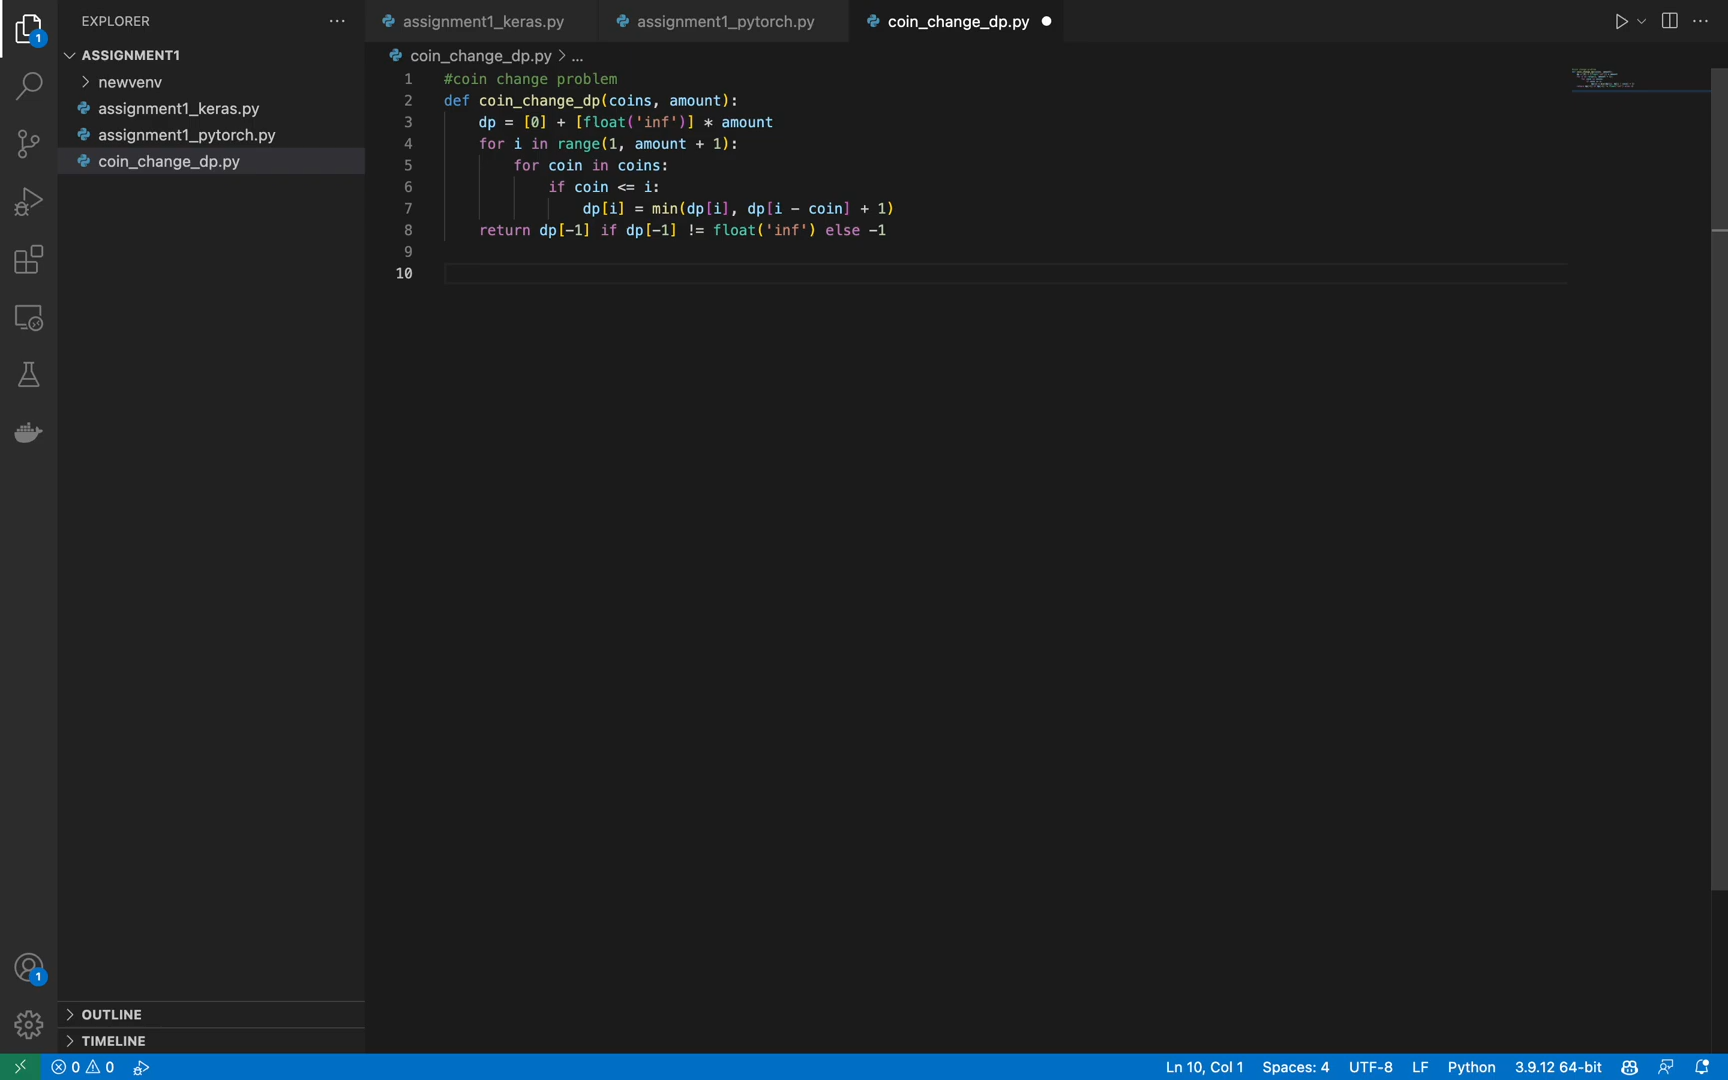 EXPLORER
ASSIGNMENT1
newvenv
assignment1_keras.py
assignment1_pytorch.py
coin_change_dp.py
OUTLINE
TIMELINE
assignment1_keras.py
assignment1_pytorch.py
coin_change_dp.py
coin_change_dp.py > ...
1 #coin change problem
2 def coin_change_dp(coins, amount):
3 dp = [0] + [float('inf')] * amount
4 for i in range(1, amount + 1):
5 for coin in coins:
6 if coin <= i:
7 dp[i] = min(dp[i], dp[i - coin] + 1)
8 return dp[-1] if dp[-1] != float('inf') else -1
9
10
1
1
0 0
Ln 10, Col 1 Spaces: 4 UTF-8 LF Python 3.9.12 64-bit